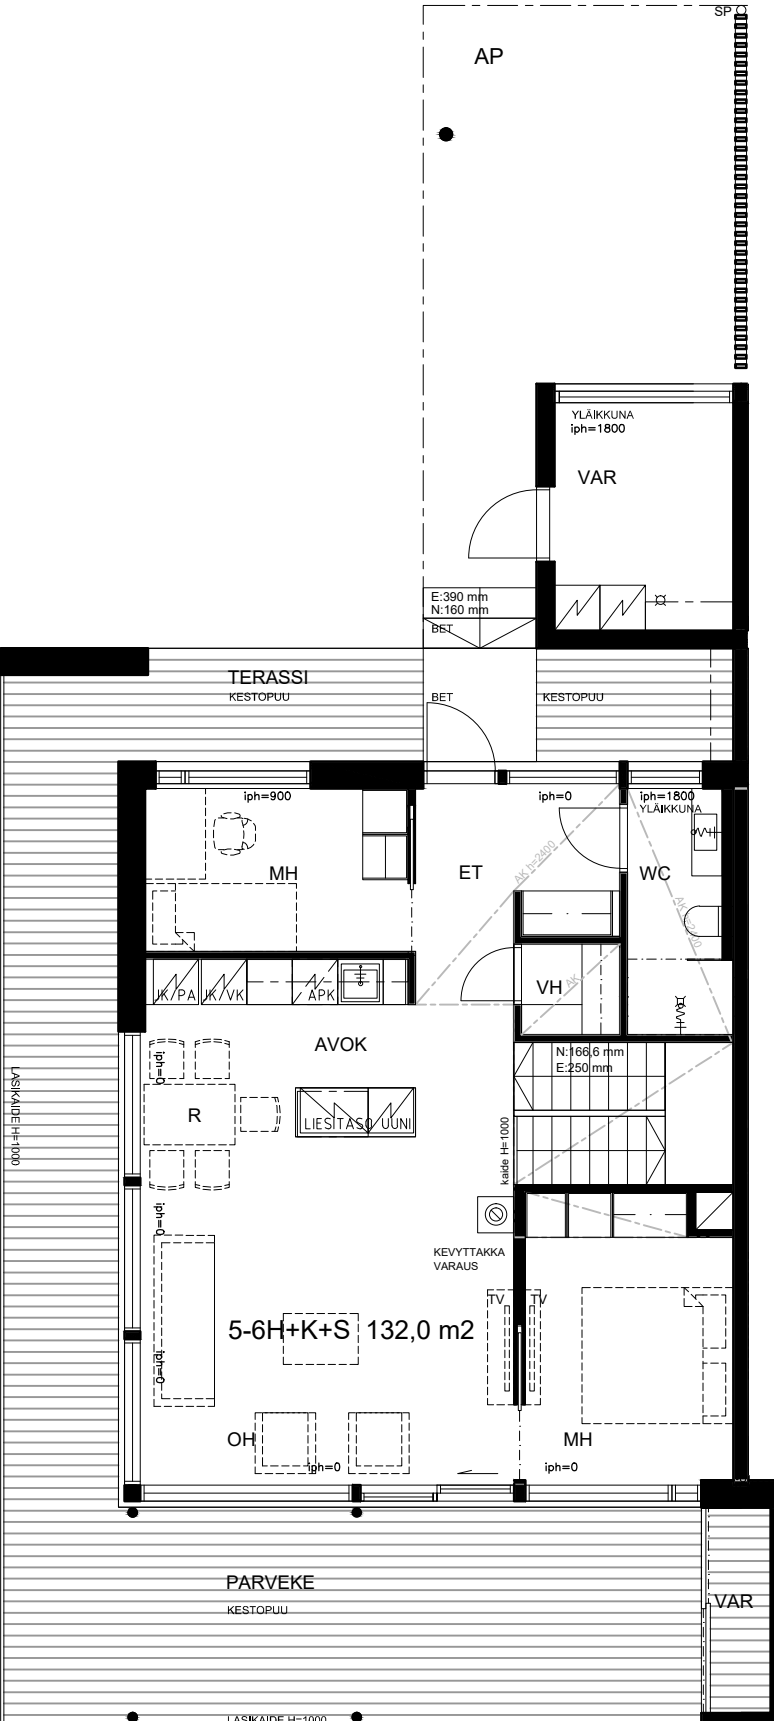 SP
AP
YLÄIKKUNA
iph=1800
VAR
E:390 mm
N:160 mm
BET
TERASSI
KESTOPUU
BET
KESTOPUU
iph=900
iph=0
iph=1800
YLÄIKKUNA
MH
ET
AK h=2400
WC
AK h=2400
JK/PA
JK/VK
APK
VH
AK
AVOK
N:166,6 mm
E:250 mm
iph=0
LASIKAIDE H=1000
R
LIESITASO UUNI
kaide H=1000
iph=0
KEVYTTAKKA
VARAUS
TV
TV
5-6H+K+S 132,0 m2
iph=0
OH
iph=0
MH
iph=0
PARVEKE
KESTOPUU
VAR
LASIKAIDE H=1000